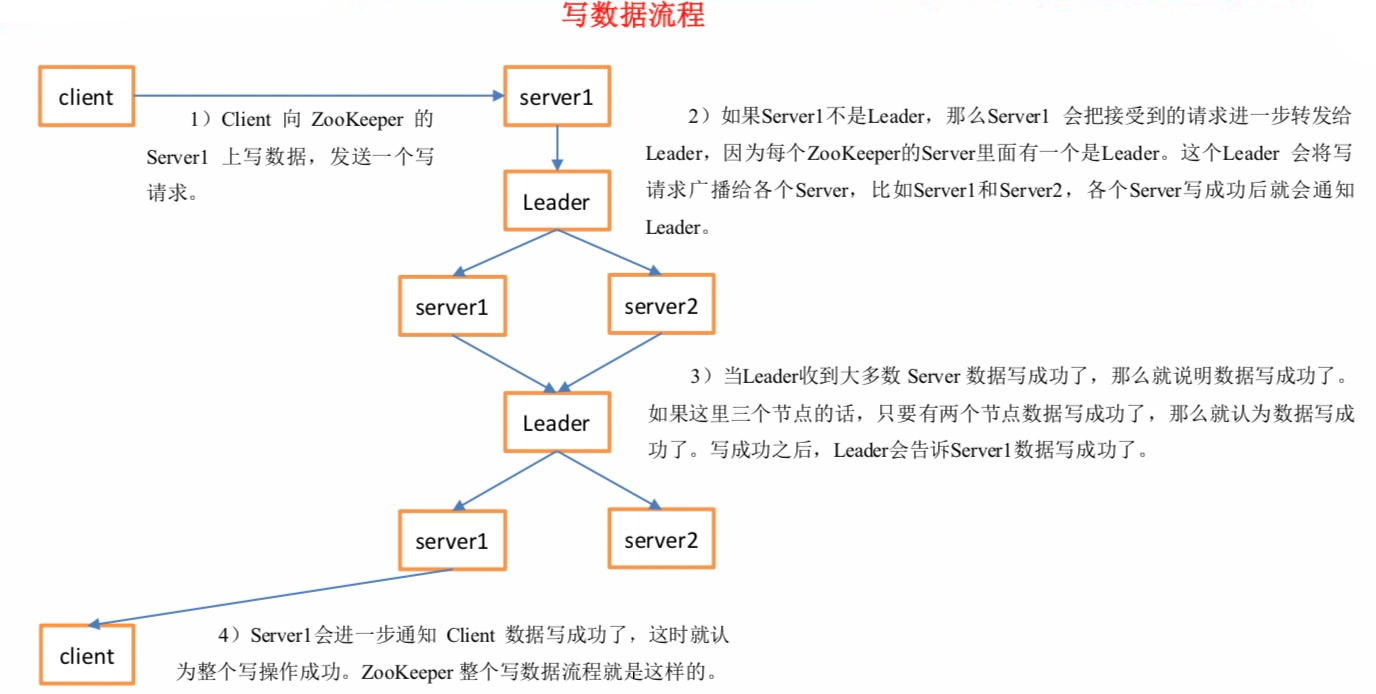 写数据流程
client
server1
1）Client 向 ZooKeeper 的
Server1 上写数据，发送一个写
请求。
2）如果Server1不是Leader，那么Server1 会把接受到的请求进一步转发给
Leader，因为每个ZooKeeper的Server里面有一个是Leader。这个Leader 会将写
请求广播给各个Server，比如Server1和Server2，各个Server写成功后就会通知
Leader。
Leader
server1
server2
3）当Leader收到大多数 Server 数据写成功了，那么就说明数据写成功了。
如果这里三个节点的话，只要有两个节点数据写成功了，那么就认为数据写成
功了。写成功之后，Leader会告诉Server1数据写成功了。
Leader
server1
server2
4）Server1会进一步通知 Client 数据写成功了，这时就认
为整个写操作成功。ZooKeeper 整个写数据流程就是这样的。
client